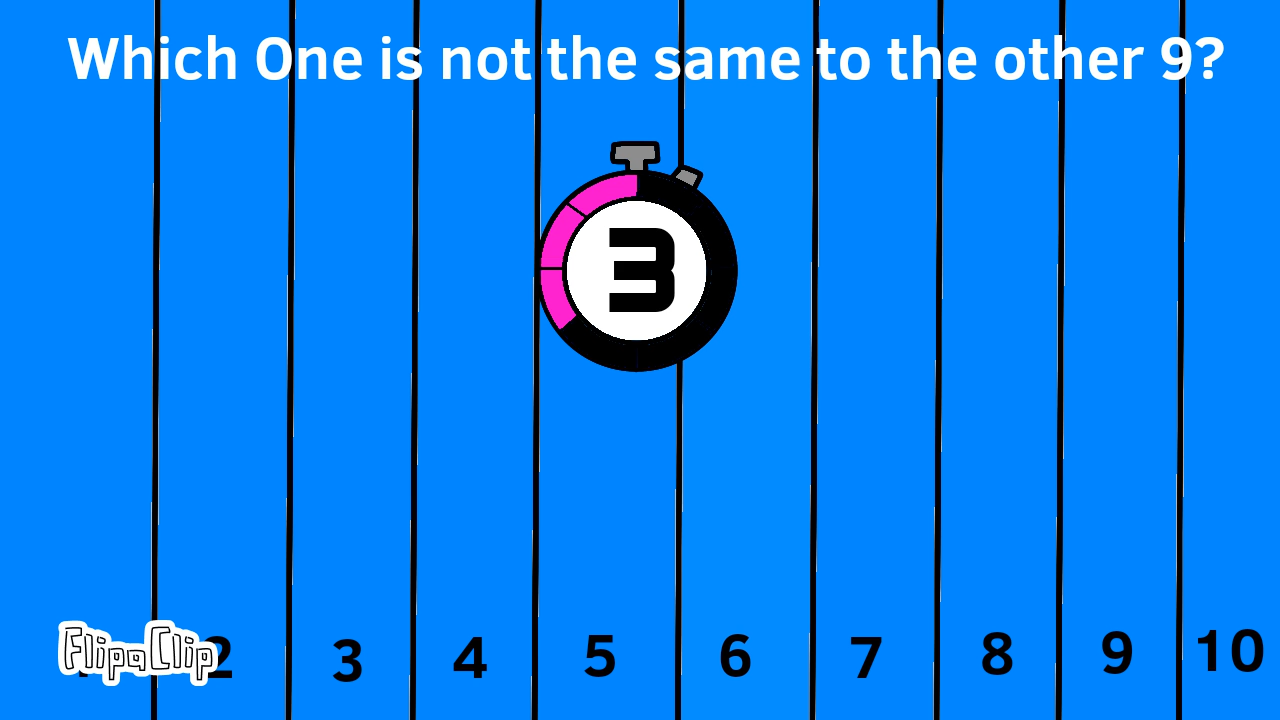 Which One is not the same to the other 9?
3
FlipaClip
2 3 4 5 6 7 8 9 10